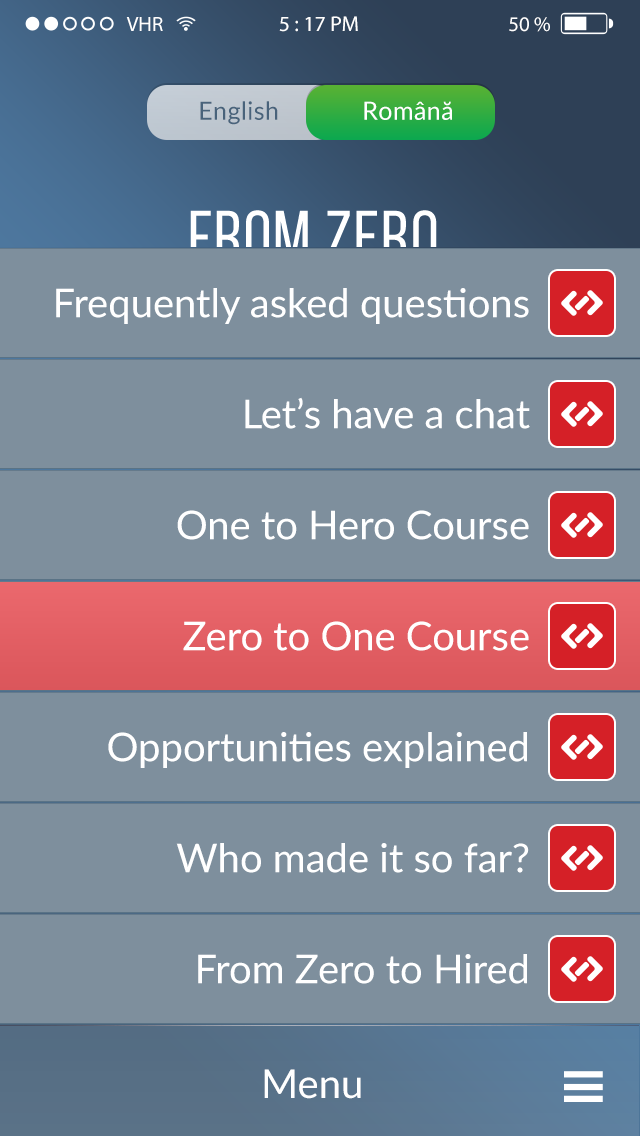 VHR 5 : 17 PM 50 %
English Română
FROM ZERO
Frequently asked questions
Let’s have a chat
One to Hero Course
Zero to One Course
Opportunities explained
Who made it so far?
From Zero to Hired
Menu